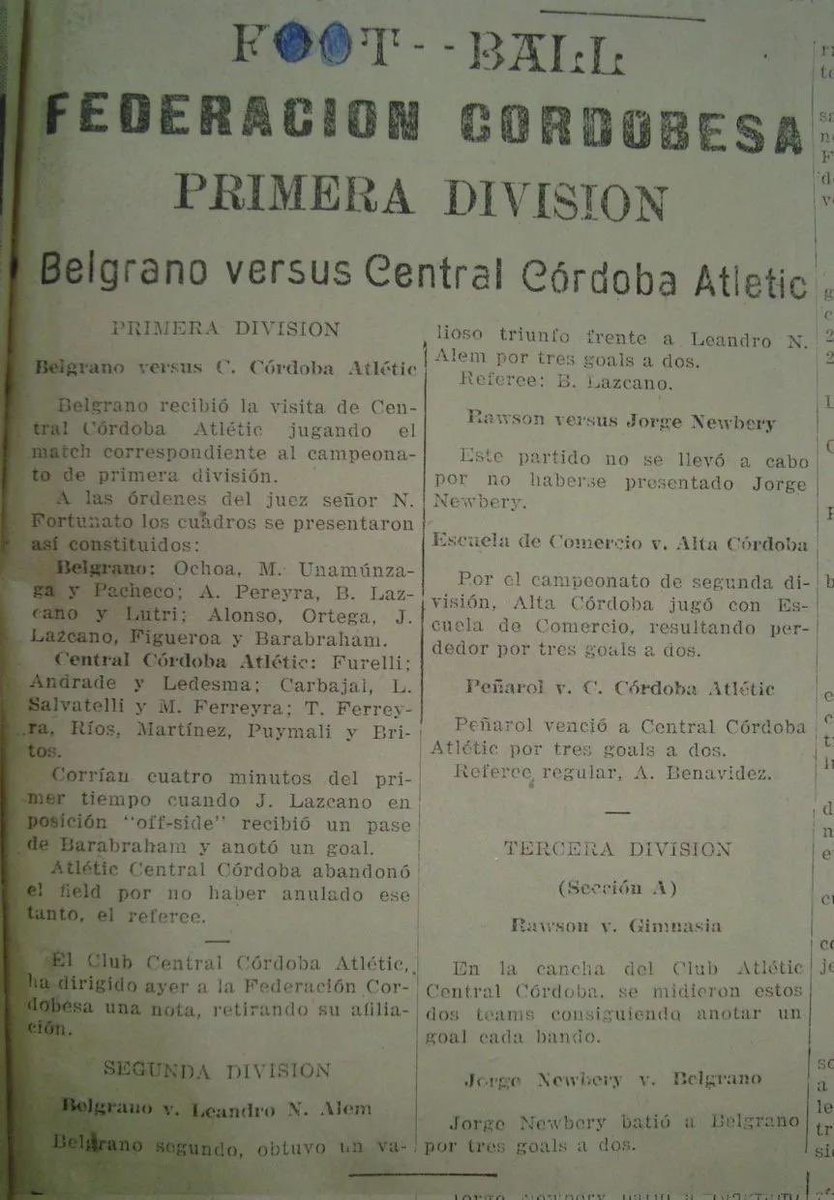 FOOT--BALL
FEDERACION CORDOBESA
PRIMERA DIVISION
Belgrano versus Central Córdoba Atletic
PRIMERA DIVISION
Belgrano versus C. Córdoba Atlétic
Belgrano recibió la visita de Cen-
tral Córdoba Atlétic jugando el
match correspondiente al campeona-
to de primera división.
A las órdenes del juez señor N.
Fortunato los cuadros se presentaron
así constituidos:
Belgrano: Ochoa, M. Unamúnza-
ga y Pacheco; A. Pereyra, B. Laz-
cano y Lutri; Alonso, Ortega, J.
Lazcano, Figueroa y Barabraham.
Central Córdoba Atlétic: Furelli;
Andrade y Ledesma; Carbajal, L.
Salvatelli y M. Ferreyra; T. Ferrey-
ra, Ríos, Martínez, Puymali y Bri-
tos.
Corrían cuatro minutos del pri-
mer tiempo cuando J. Lazcano en
posición "off-side" recibió un pase
de Barabraham y anotó un goal.
Atlétic Central Córdoba abandonó
el field por no haber anulado ese
tanto, el referee.
El Club Central Córdoba Atlétic,
ha dirigido ayer a la Federación Cor-
dobesa una nota, retirando su afilia-
ción.
SEGUNDA DIVISION
Belgrano v. Leandro N. Alem
Belgrano segundo, obtuvo un va-
lioso triunfo frente a Leandro N.
Alem por tres goals a dos.
Referee: B. Lazcano.
Rawson versus Jorge Newbery
Este partido no se llevó a cabo
por no haberse presentado Jorge
Newbery.
Escuela de Comercio v. Alta Córdoba
Por el campeonato de segunda di-
visión, Alta Córdoba jugó con Es-
cuela de Comercio, resultando per-
dedor por tres goals a dos.
Peñarol v. C. Córdoba Atlétic
Peñarol venció a Central Córdoba
Atlétic por tres goals a dos.
Referee regular, A. Benavidez.
TERCERA DIVISION
(Sección A)
Rawson v. Gimnasia
En la cancha del Club Atlétic
Central Córdoba, se midieron estos
dos teams consiguiendo anotar un
goal cada bando.
Jorge Newbery v. Belgrano
Jorge Newbery batió a Belgrano
por tres goals a dos.